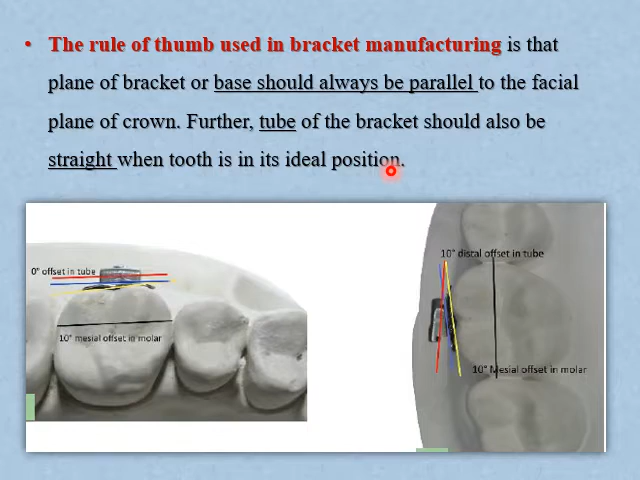 • The rule of thumb used in bracket manufacturing is that
plane of bracket or base should always be parallel to the facial
plane of crown. Further, tube of the bracket should also be
straight when tooth is in its ideal position.
0° offset in tube
10° mesial offset in molar
10° distal offset in tube
10° Mesial offset in molar